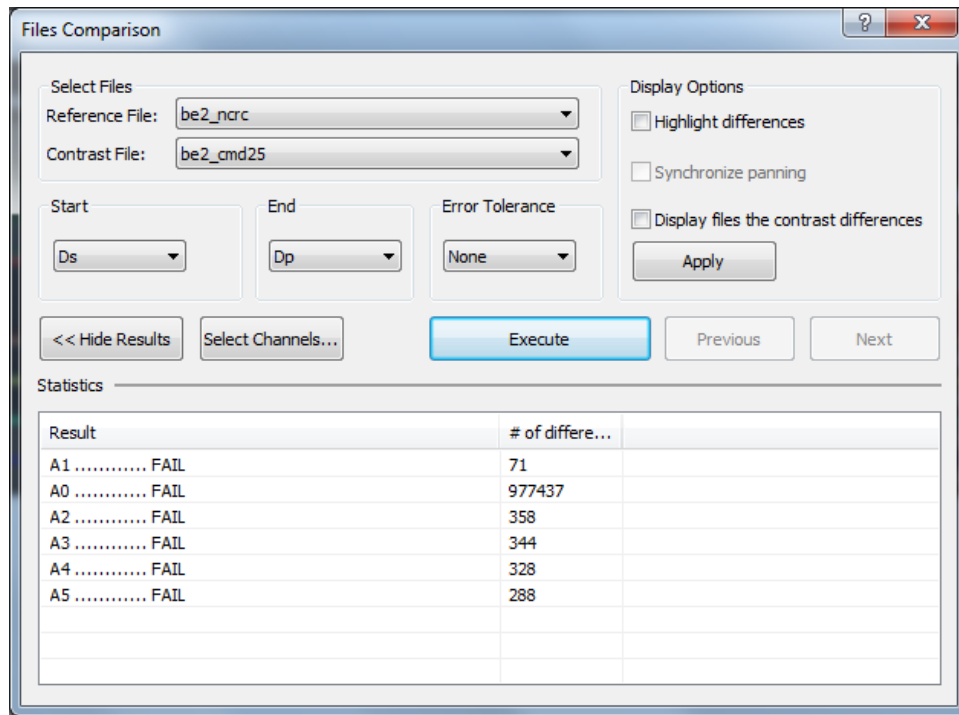 Files Comparison
Select Files
Reference File: be2_ncrc
Contrast File: be2_cmd25
Display Options
Highlight differences
Synchronize panning
Display files the contrast differences
Apply
Start
Ds
End
Dp
Error Tolerance
None
<< Hide Results
Select Channels...
Execute
Previous
Next
Statistics
Result # of differe...
A1 ............ FAIL 71
A0 ............ FAIL 977437
A2 ............ FAIL 358
A3 ............ FAIL 344
A4 ............ FAIL 328
A5 ............ FAIL 288